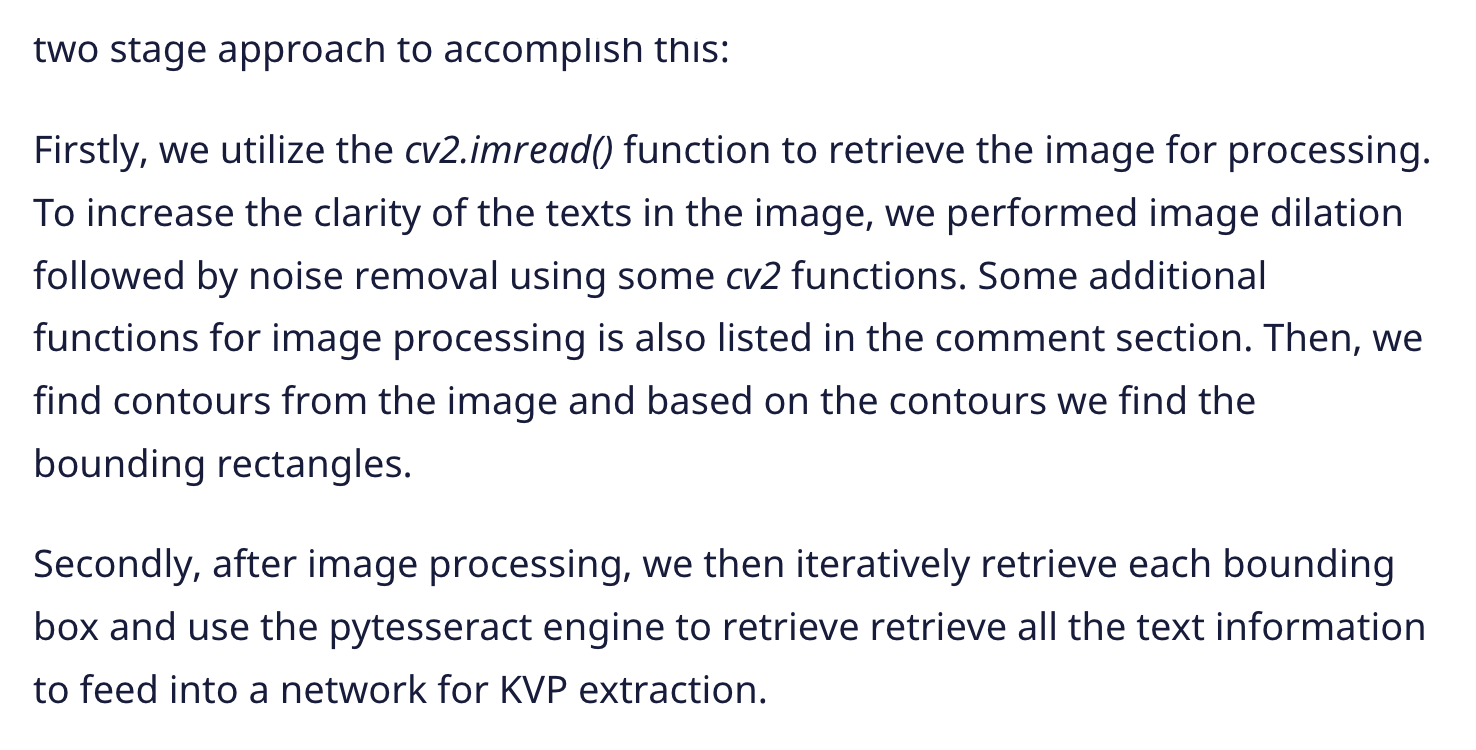 two stage approach to accomplish this:
Firstly, we utilize the cv2.imread() function to retrieve the image for processing.
To increase the clarity of the texts in the image, we performed image dilation
followed by noise removal using some cv2 functions. Some additional
functions for image processing is also listed in the comment section. Then, we
find contours from the image and based on the contours we find the
bounding rectangles.
Secondly, after image processing, we then iteratively retrieve each bounding
box and use the pytesseract engine to retrieve retrieve all the text information
to feed into a network for KVP extraction.